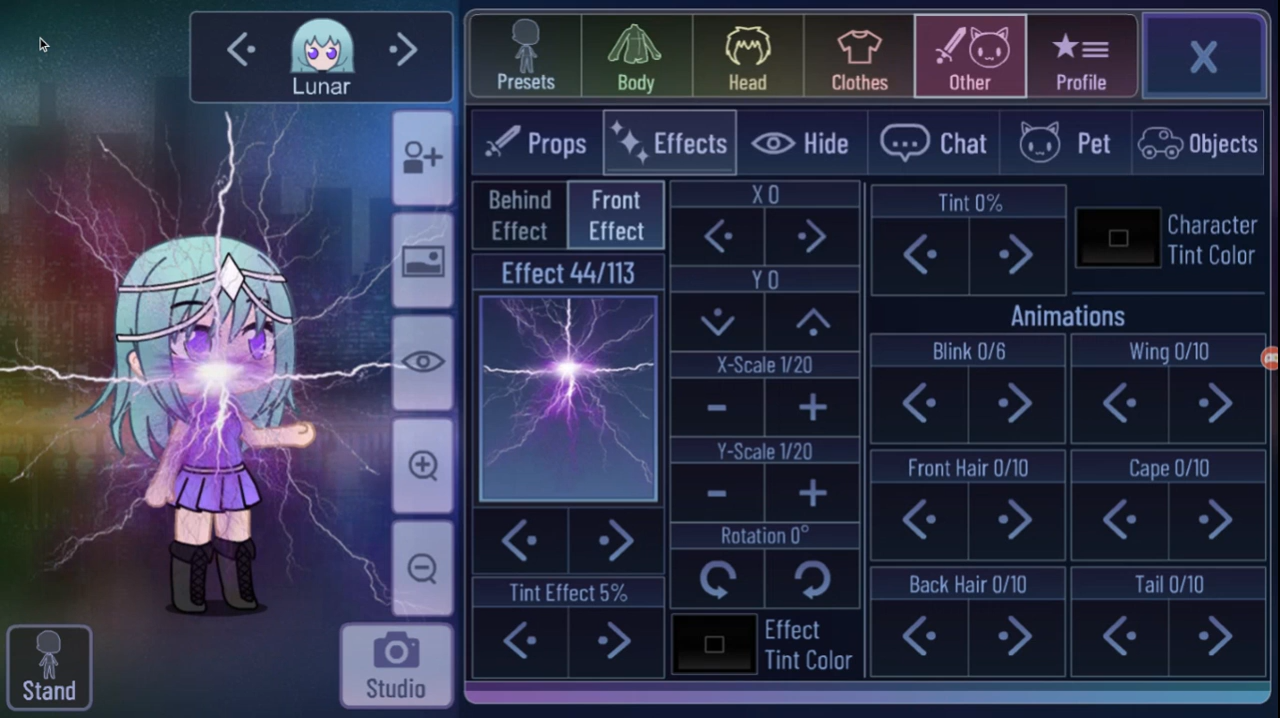 Lunar
Stand
Studio
Presets
Body
Head
Clothes
Other
Profile
X
Props
Effects
Hide
Chat
Pet
Objects
Behind
Effect
Front
Effect
Effect 44/113
Tint Effect 5%
X 0
Y 0
X-Scale 1/20
Y-Scale 1/20
Rotation 0°
Effect
Tint Color
Tint 0%
Character
Tint Color
Animations
Blink 0/6
Wing 0/10
Front Hair 0/10
Cape 0/10
Back Hair 0/10
Tail 0/10